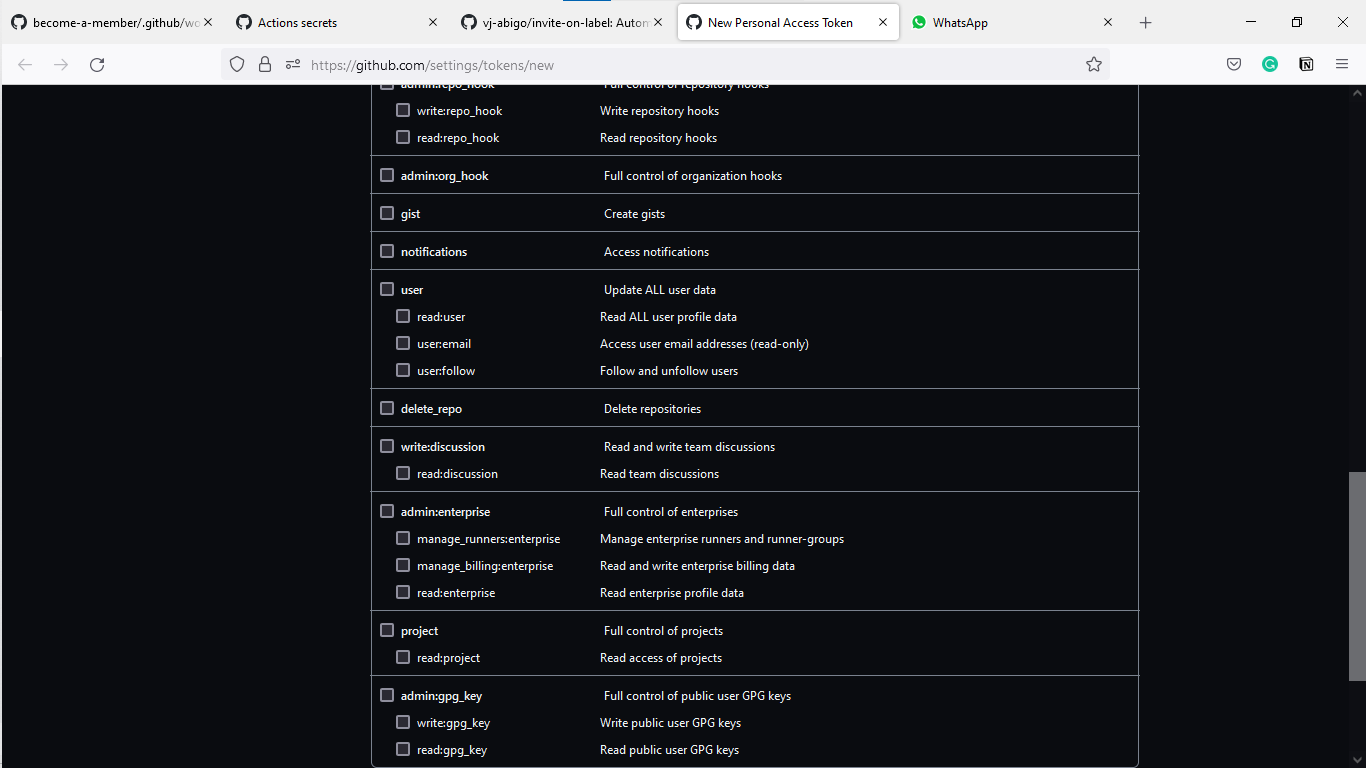 become-a-member/.github/wo
Actions secrets
vj-abigo/invite-on-label: Autom
New Personal Access Token
WhatsApp
https://github.com/settings/tokens/new
admin:repo_hook Full control of repository hooks
write:repo_hook Write repository hooks
read:repo_hook Read repository hooks
admin:org_hook Full control of organization hooks
gist Create gists
notifications Access notifications
user Update ALL user data
read:user Read ALL user profile data
user:email Access user email addresses (read-only)
user:follow Follow and unfollow users
delete_repo Delete repositories
write:discussion Read and write team discussions
read:discussion Read team discussions
admin:enterprise Full control of enterprises
manage_runners:enterprise Manage enterprise runners and runner-groups
manage_billing:enterprise Read and write enterprise billing data
read:enterprise Read enterprise profile data
project Full control of projects
read:project Read access of projects
admin:gpg_key Full control of public user GPG keys
write:gpg_key Write public user GPG keys
read:gpg_key Read public user GPG keys